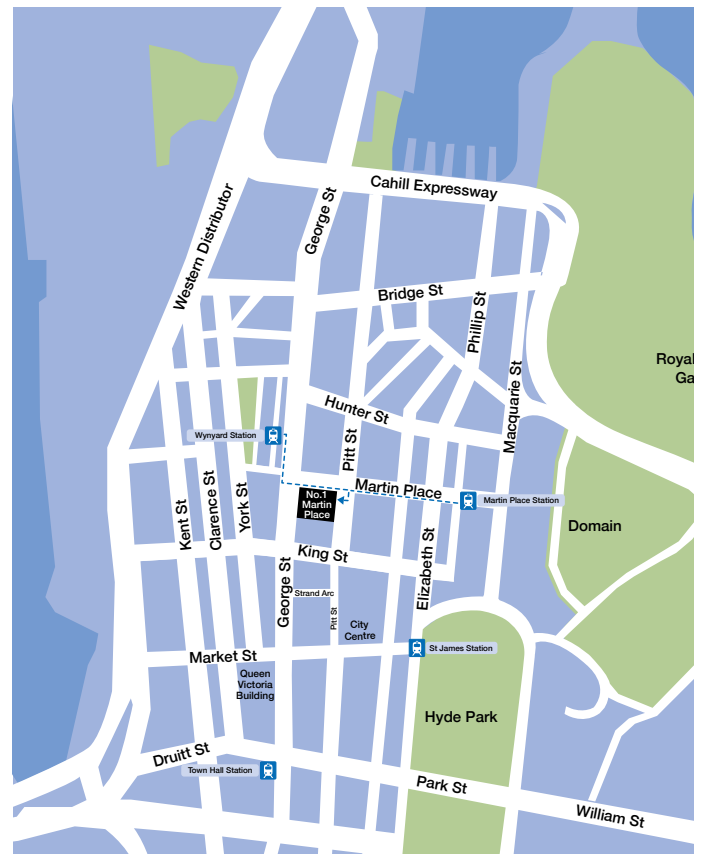 Cahill Expressway
George St
Western Distributor
Bridge St
Phillip St
Royal
Ga
Macquarie St
Hunter St
Wynyard Station
Pitt St
Martin Place
No.1
Martin
Place
Martin Place Station
Kent St
Clarence St
York St
Domain
King St
Elizabeth St
George St
Strand Arc
Pitt St
City
Centre
Market St
St James Station
Queen
Victoria
Building
Hyde Park
Druitt St
Town Hall Station
Park St
William St